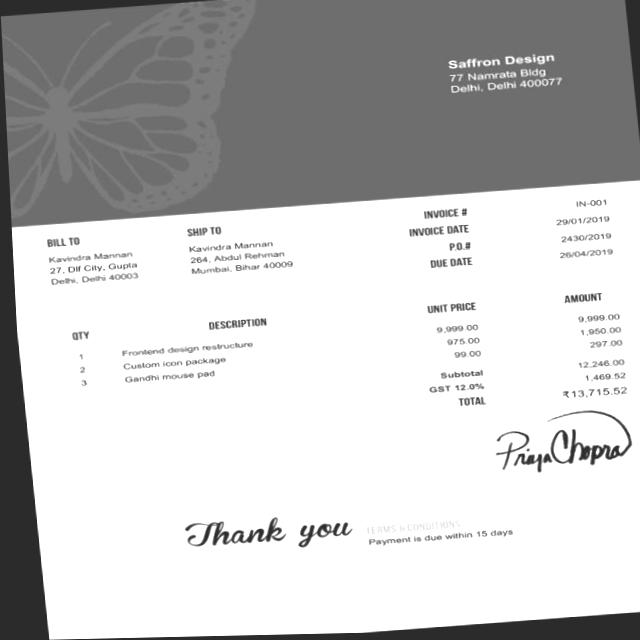 Saffron Design
77 Namrata Bldg
Delhi, Delhi 400077
BILL TO
Kavindra Mannan
27, Dlf City, Gupta
Delhi, Delhi 40003
SHIP TO
Kavindra Mannan
264, Abdul Rehman
Mumbai, Bihar 40009
INVOICE # IN-001
INVOICE DATE 29/01/2019
P.O.# 2430/2019
DUE DATE 26/04/2019
QTY DESCRIPTION UNIT PRICE AMOUNT
1 Frontend design restructure 9,999.00 9,999.00
2 Custom icon package 975.00 1,950.00
3 Gandhi mouse pad 99.00 297.00
Subtotal 12,246.00
GST 12.0% 1,469.52
TOTAL ₹13,715.52
Priya Chopra
Thank you
TERMS & CONDITIONS
Payment is due within 15 days